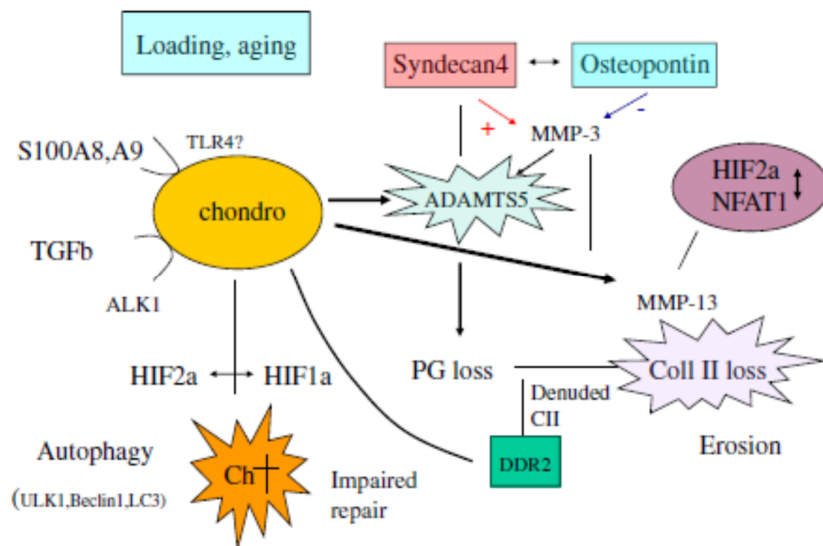 Loading, aging
Syndecan4
Osteopontin
S100A8,A9
TLR4?
+
MMP-3
-
chondro
ADAMTS5
HIF2a
NFAT1
TGFb
ALK1
MMP-13
HIF2a
HIF1a
PG loss
Coll II loss
Denuded
CII
Autophagy
Ch†
DDR2
Erosion
(ULK1,Beclin1,LC3)
Impaired
repair